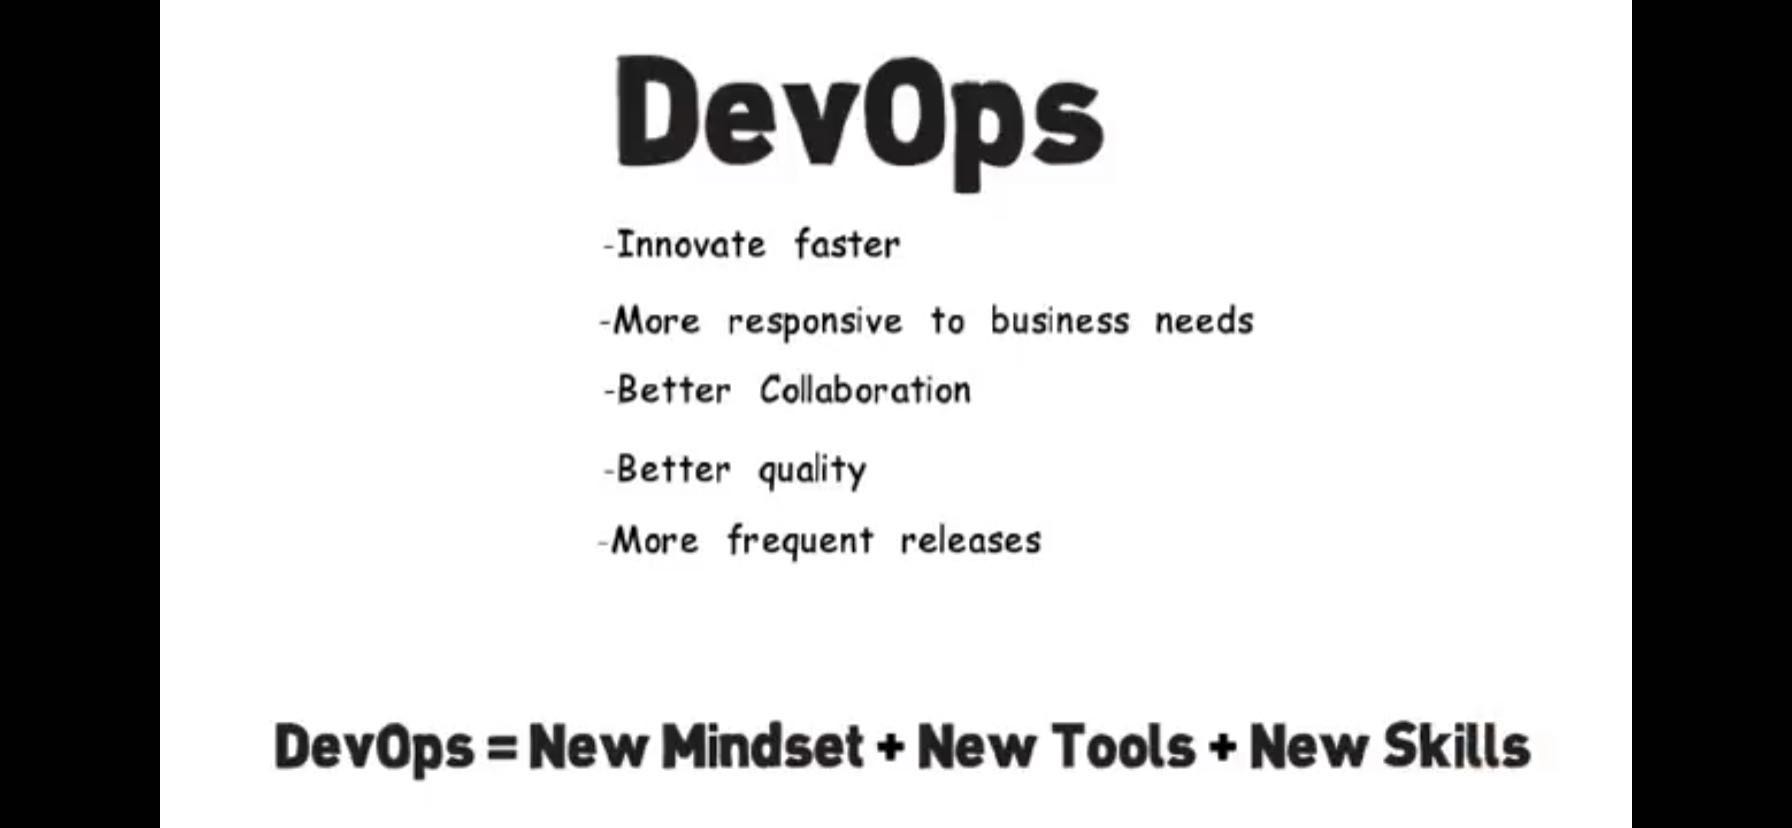 DevOps
-Innovate faster
-More responsive to business needs
-Better Collaboration
-Better quality
-More frequent releases
DevOps = New Mindset + New Tools + New Skills